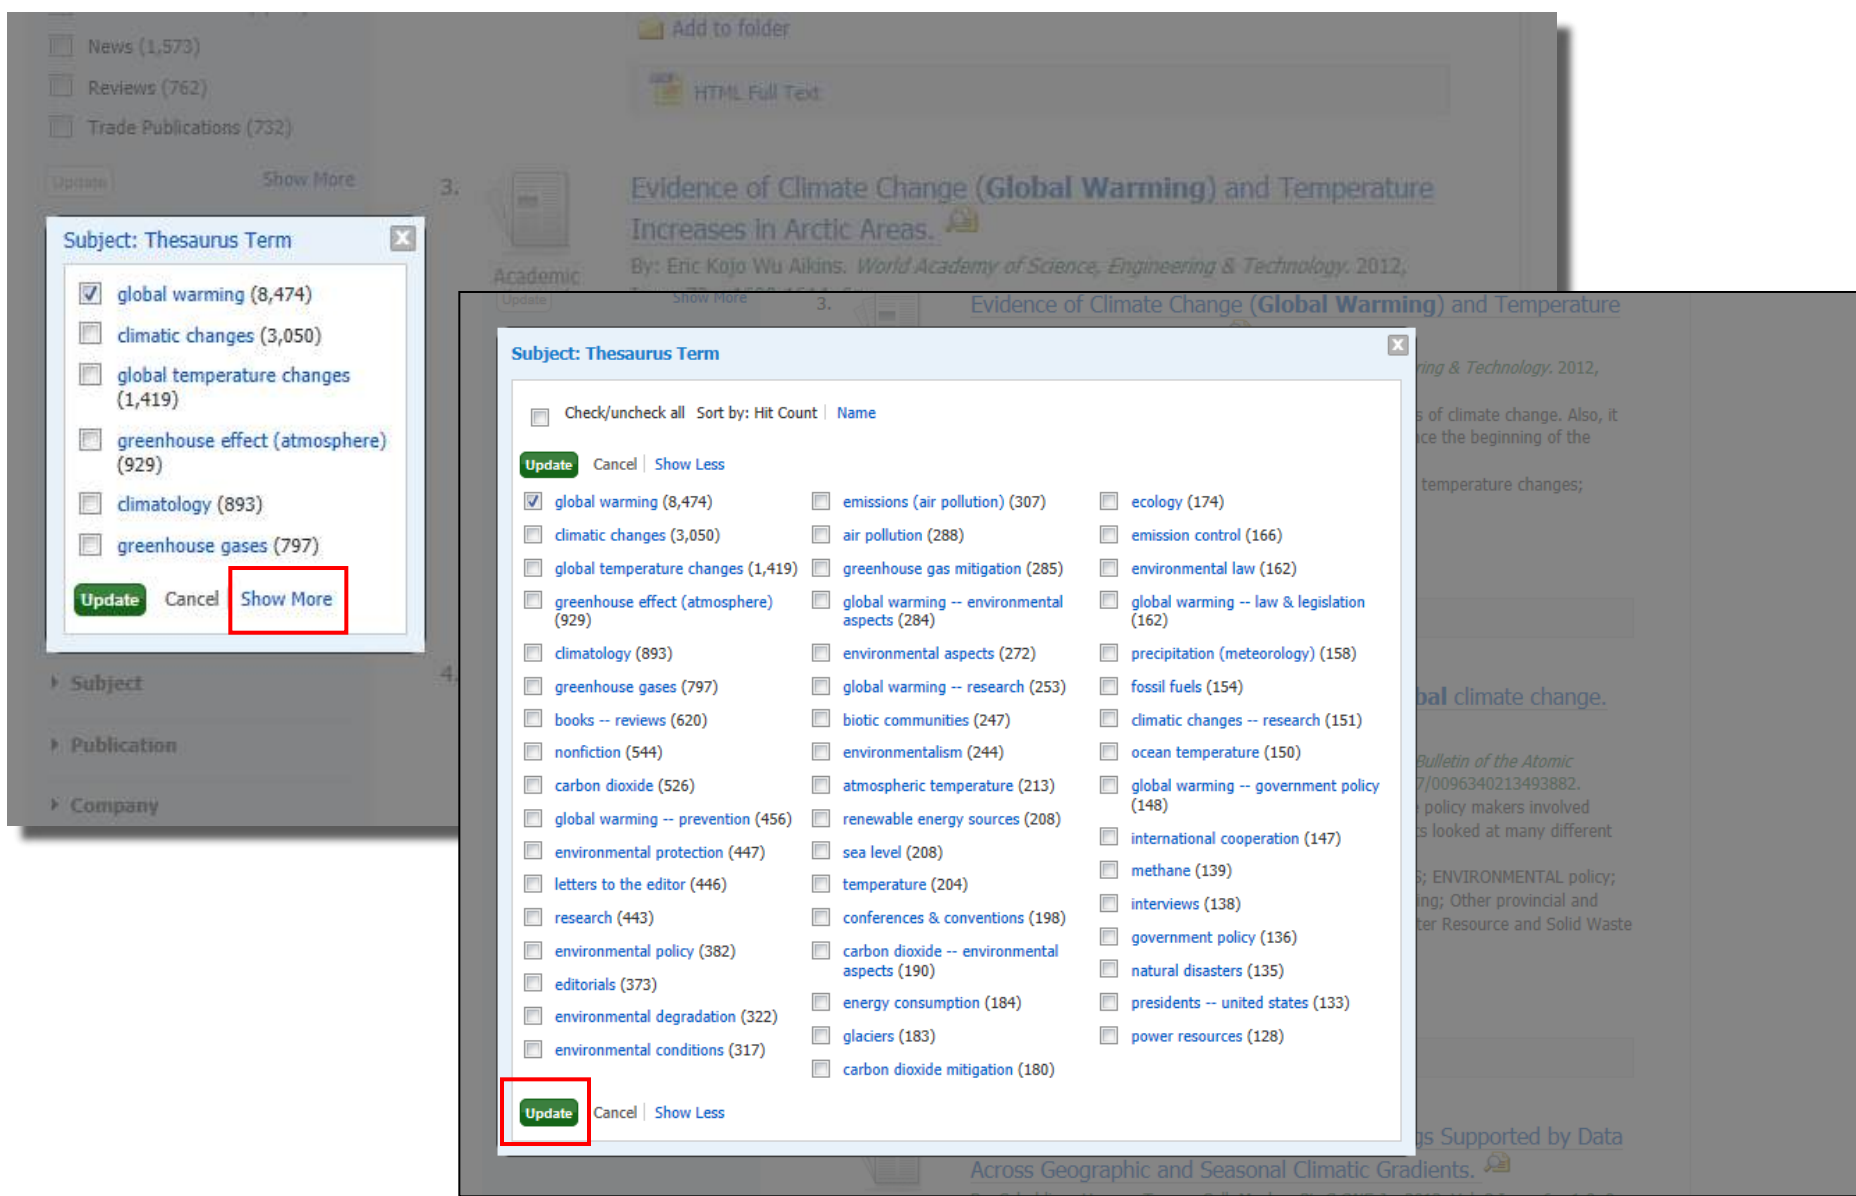 News (1,573)
Reviews (762)
Trade Publications (732)
Update
Show More
Add to folder
HTML Full Text
3.
Evidence of Climate Change (Global Warming) and Temperature
Increases in Arctic Areas.
Academic
By: Eric Kojo Wu Aikins. World Academy of Science, Engineering & Technology. 2012,
Subject: Thesaurus Term
global warming (8,474)
climatic changes (3,050)
global temperature changes
(1,419)
greenhouse effect (atmosphere)
(929)
climatology (893)
greenhouse gases (797)
Update Cancel Show More
Subject
Publication
Company
4.
Update
Show More
3.
Evidence of Climate Change (Global Warming) and Temperature
ring & Technology. 2012,
s of climate change. Also, it
ce the beginning of the
temperature changes;
Subject: Thesaurus Term
Check/uncheck all Sort by: Hit Count Name
Update Cancel Show Less
global warming (8,474)
climatic changes (3,050)
global temperature changes (1,419)
greenhouse effect (atmosphere)
(929)
climatology (893)
greenhouse gases (797)
books -- reviews (620)
nonfiction (544)
carbon dioxide (526)
global warming -- prevention (456)
environmental protection (447)
letters to the editor (446)
research (443)
environmental policy (382)
editorials (373)
environmental degradation (322)
environmental conditions (317)
emissions (air pollution) (307)
air pollution (288)
greenhouse gas mitigation (285)
global warming -- environmental
aspects (284)
environmental aspects (272)
global warming -- research (253)
biotic communities (247)
environmentalism (244)
atmospheric temperature (213)
renewable energy sources (208)
sea level (208)
temperature (204)
conferences & conventions (198)
carbon dioxide -- environmental
aspects (190)
energy consumption (184)
glaciers (183)
carbon dioxide mitigation (180)
ecology (174)
emission control (166)
environmental law (162)
global warming -- law & legislation
(162)
precipitation (meteorology) (158)
fossil fuels (154)
climatic changes -- research (151)
ocean temperature (150)
global warming -- government policy
(148)
international cooperation (147)
methane (139)
interviews (138)
government policy (136)
natural disasters (135)
presidents -- united states (133)
power resources (128)
Update Cancel Show Less
bal climate change.
Bulletin of the Atomic
7/0096340213493882.
policy makers involved
s looked at many different
S; ENVIRONMENTAL policy;
ing; Other provincial and
ter Resource and Solid Waste
gs Supported by Data
Across Geographic and Seasonal Climatic Gradients.